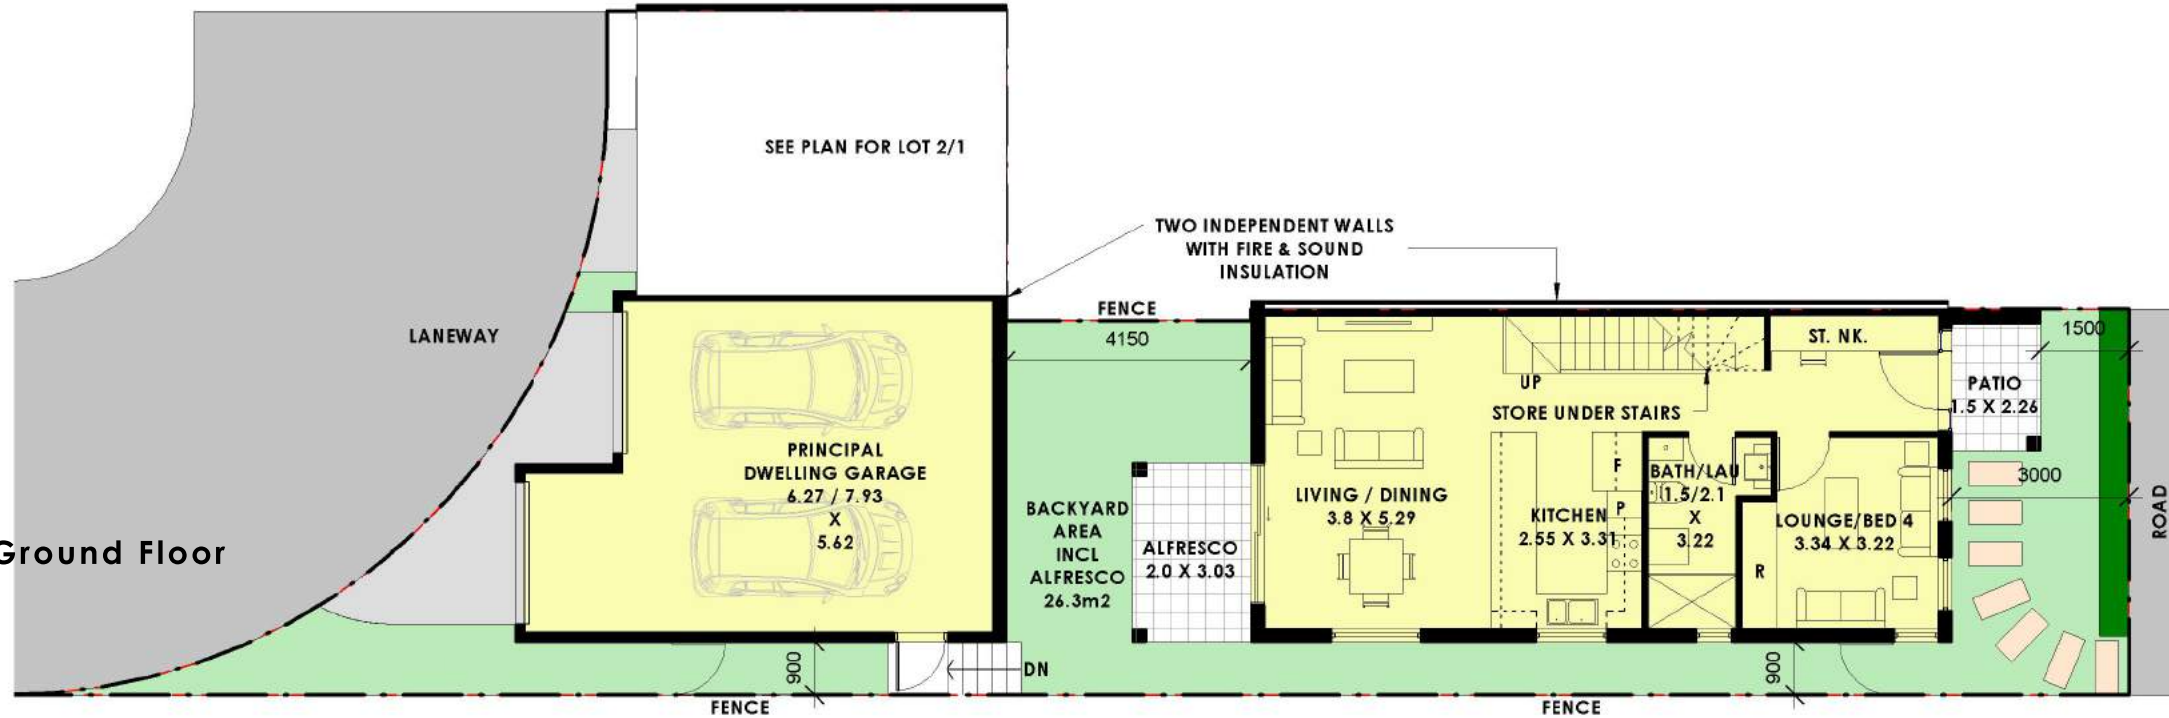 SEE PLAN FOR LOT 2/1
TWO INDEPENDENT WALLS
WITH FIRE & SOUND
INSULATION
LANEWAY
FENCE
4150
ST. NK.
1500
UP
PATIO
1.5 X 2.26
STORE UNDER STAIRS
PRINCIPAL
DWELLING GARAGE
6.27 / 7.93
X
5.62
BACKYARD
AREA
INCL
ALFRESCO
26.3m2
ALFRESCO
2.0 X 3.03
LIVING / DINING
3.8 X 5.29
KITCHEN
2.55 X 3.31
F
P
BATH/LAU
1.5/2.1
X
3.22
LOUNGE/BED 4
3.34 X 3.22
R
3000
ROAD
Ground Floor
900
DN
900
FENCE
FENCE